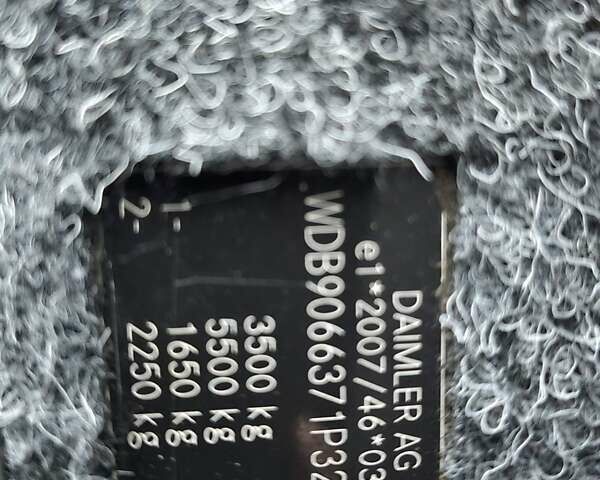 DAIMLER AG
e1*2007/46*03
WDB9066371P32
3500 kg
5500 kg
1- 1650 kg
2- 2250 kg